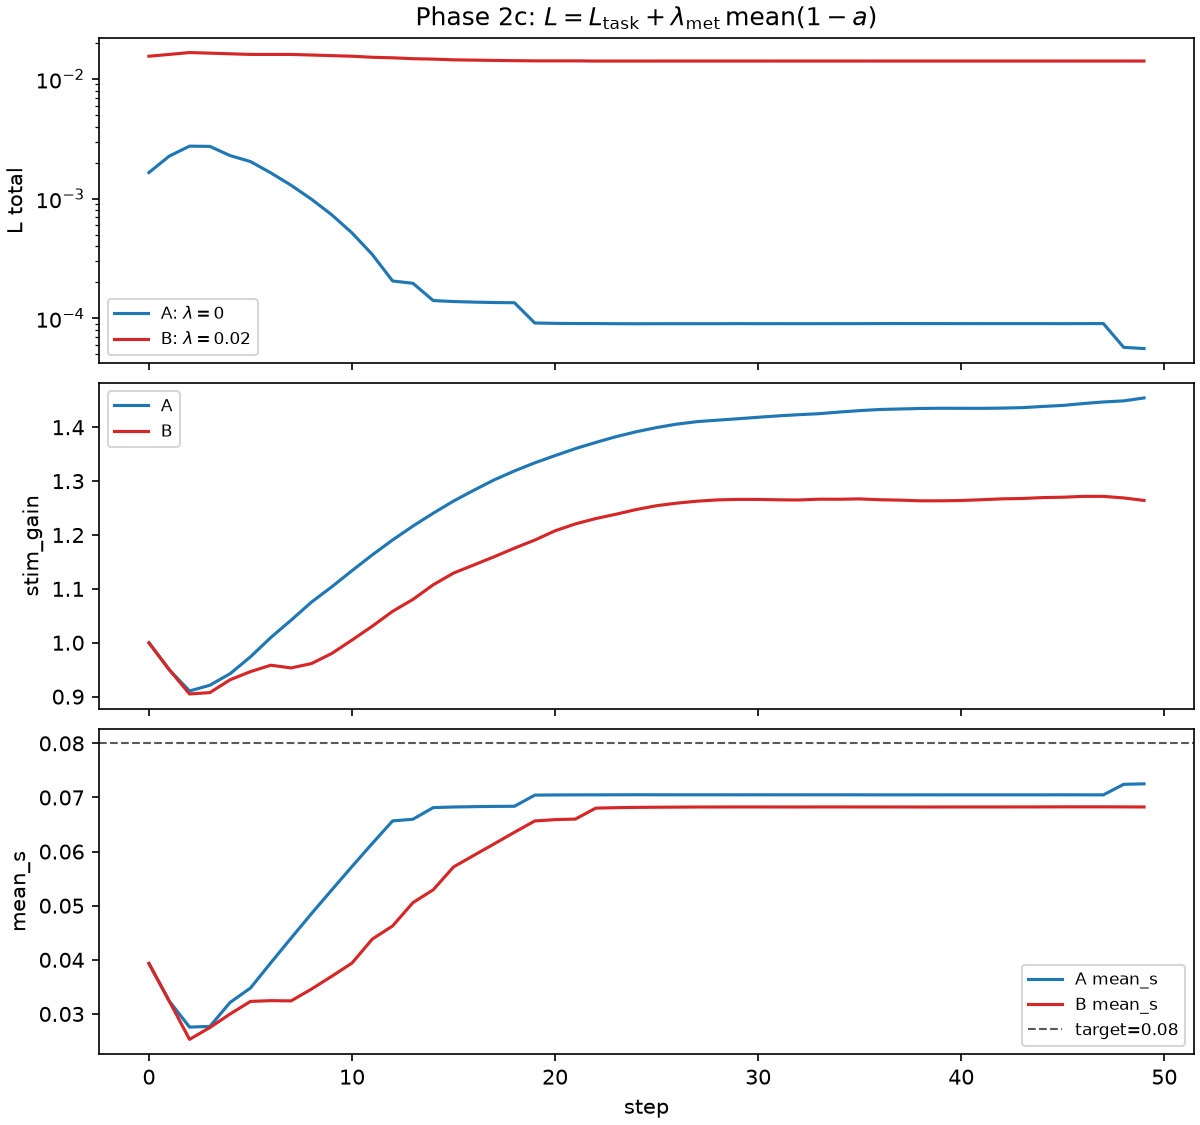 Phase 2c: L = L_task + λ_met mean(1 − a)
10⁻²
10⁻³
10⁻⁴
L total
A: λ = 0
B: λ = 0.02
A
B
1.4
1.3
1.2
1.1
1.0
0.9
stim_gain
0.08
0.07
0.06
0.05
0.04
0.03
mean_s
A mean_s
B mean_s
target=0.08
0 10 20 30 40 50
step